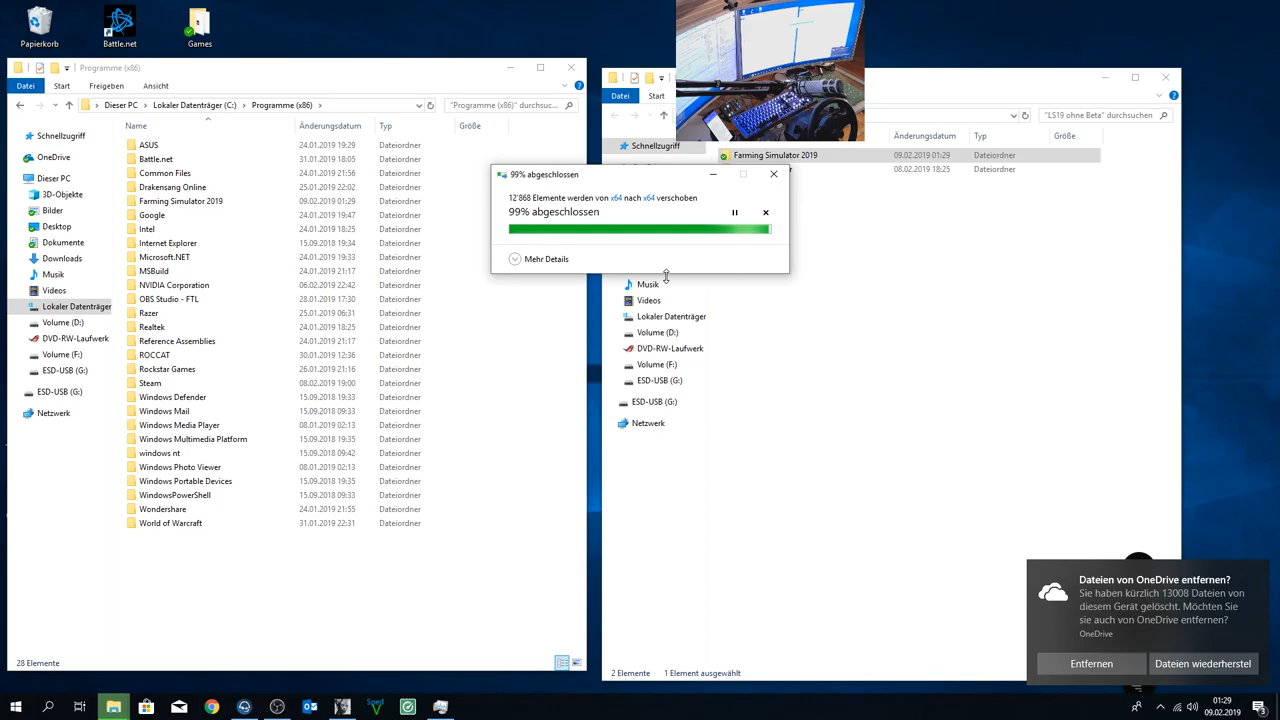 Papierkorb
Battle.net
Games
Programme (x86)
Datei
Start
Freigeben
Ansicht
Dieser PC
Lokaler Datenträger (C:)
Programme (x86)
"Programme (x86)" durchsuc...
Name
Änderungsdatum
Typ
Größe
Schnellzugriff
OneDrive
Dieser PC
3D-Objekte
Bilder
Desktop
Dokumente
Downloads
Musik
Videos
Lokaler Datenträger
Volume (D:)
DVD-RW-Laufwerk
Volume (F:)
ESD-USB (G:)
ESD-USB (G:)
Netzwerk
ASUS 24.01.2019 19:29 Dateiordner
Battle.net 31.01.2019 18:05 Dateiordner
Common Files 24.01.2019 21:56 Dateiordner
Drakensang Online 25.01.2019 22:02 Dateiordner
Farming Simulator 2019 09.02.2019 01:29 Dateiordner
Google 24.01.2019 19:47 Dateiordner
Intel 24.01.2019 18:25 Dateiordner
Internet Explorer 15.09.2018 19:34 Dateiordner
Microsoft.NET 24.01.2019 18:25 Dateiordner
MSBuild 24.01.2019 21:17 Dateiordner
NVIDIA Corporation 06.02.2019 22:42 Dateiordner
OBS Studio - FTL 28.01.2019 17:30 Dateiordner
Razer 25.01.2019 06:31 Dateiordner
Realtek 24.01.2019 18:25 Dateiordner
Reference Assemblies 24.01.2019 21:17 Dateiordner
ROCCAT 30.01.2019 12:36 Dateiordner
Rockstar Games 26.01.2019 21:16 Dateiordner
Steam 08.02.2019 19:00 Dateiordner
Windows Defender 15.09.2018 19:33 Dateiordner
Windows Mail 15.09.2018 09:33 Dateiordner
Windows Media Player 08.01.2019 02:13 Dateiordner
Windows Multimedia Platform 15.09.2018 19:35 Dateiordner
windows nt 15.09.2018 09:42 Dateiordner
Windows Photo Viewer 08.01.2019 02:13 Dateiordner
Windows Portable Devices 15.09.2018 19:35 Dateiordner
WindowsPowerShell 15.09.2018 09:33 Dateiordner
Wondershare 24.01.2019 21:55 Dateiordner
World of Warcraft 31.01.2019 22:31 Dateiordner
28 Elemente
Datei
Start
"LS19 ohne Beta" durchsuchen
Änderungsdatum
Typ
Größe
Schnellzugriff
Farming Simulator 2019 09.02.2019 01:29 Dateiordner
08.02.2019 18:25 Dateiordner
99% abgeschlossen
12'868 Elemente werden von x64 nach x64 verschoben
99% abgeschlossen
Mehr Details
Musik
Videos
Lokaler Datenträger
Volume (D:)
DVD-RW-Laufwerk
Volume (F:)
ESD-USB (G:)
ESD-USB (G:)
Netzwerk
2 Elemente
1 Element ausgewählt
Dateien von OneDrive entfernen?
Sie haben kürzlich 13008 Dateien von
diesem Gerät gelöscht. Möchten Sie
sie auch von OneDrive entfernen?
OneDrive
Entfernen
Dateien wiederherstel
Sped
V
01:29
09.02.2019
3